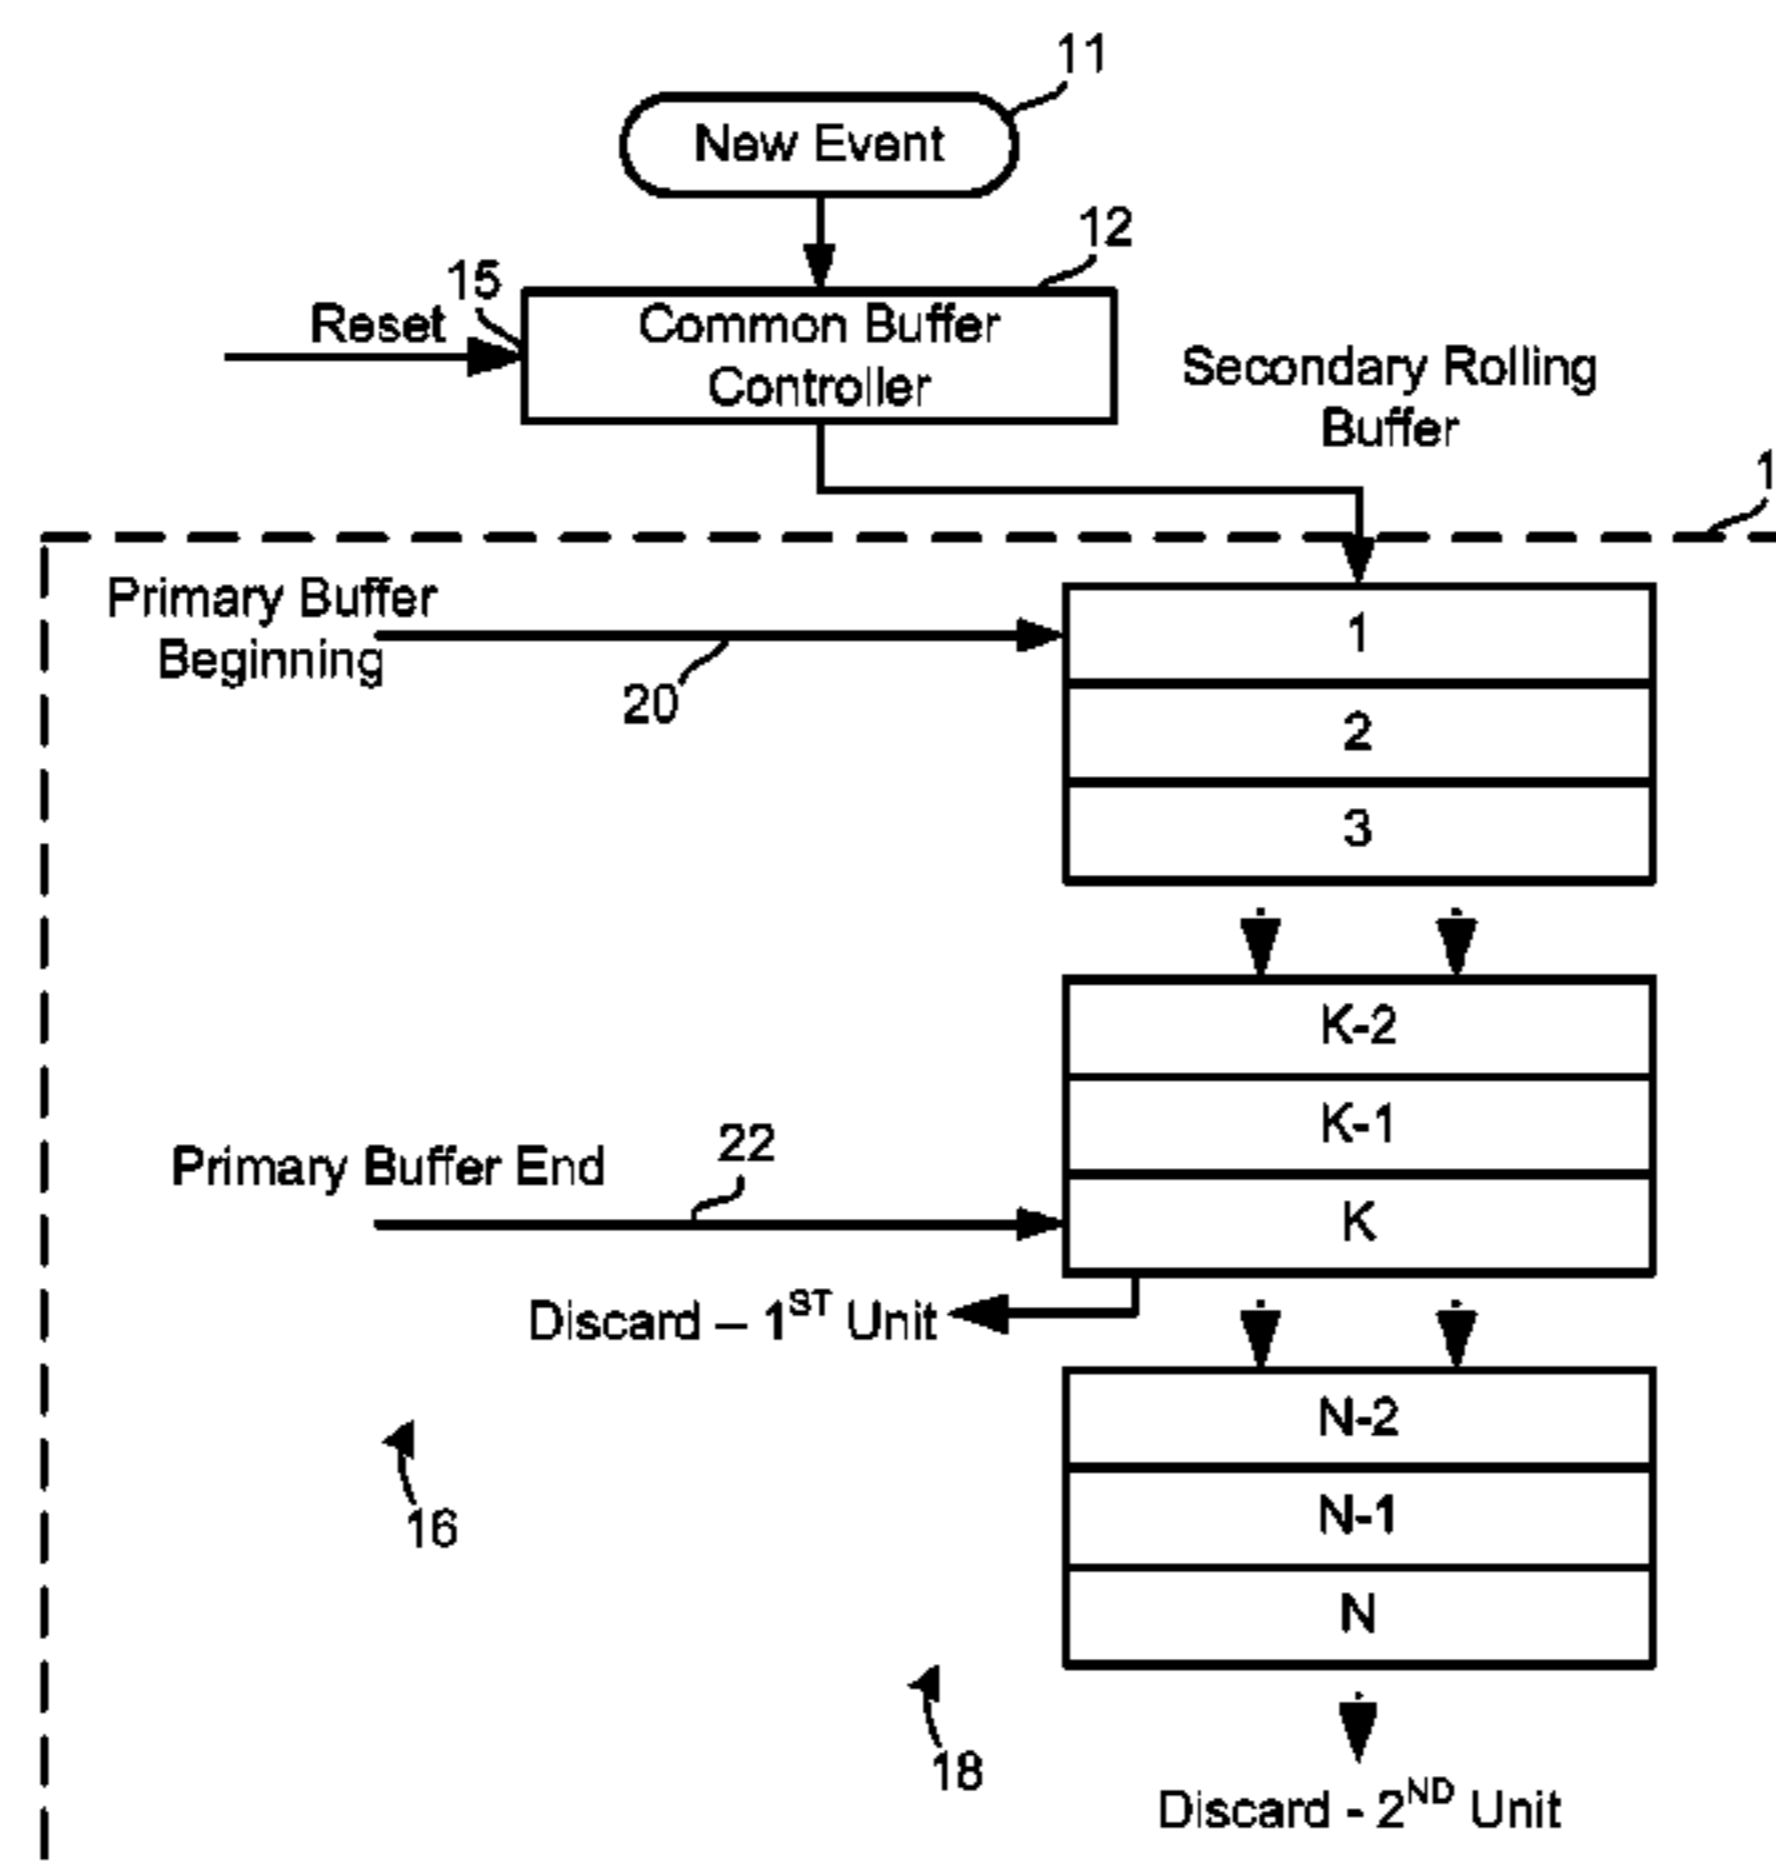 11
New Event
12
15
Reset
Common Buffer
Controller
Secondary Rolling
Buffer
1
Primary Buffer
Beginning
20
1
2
3
K-2
K-1
K
Primary Buffer End
22
Discard – 1ST Unit
N-2
N-1
N
16
18
Discard - 2ND Unit